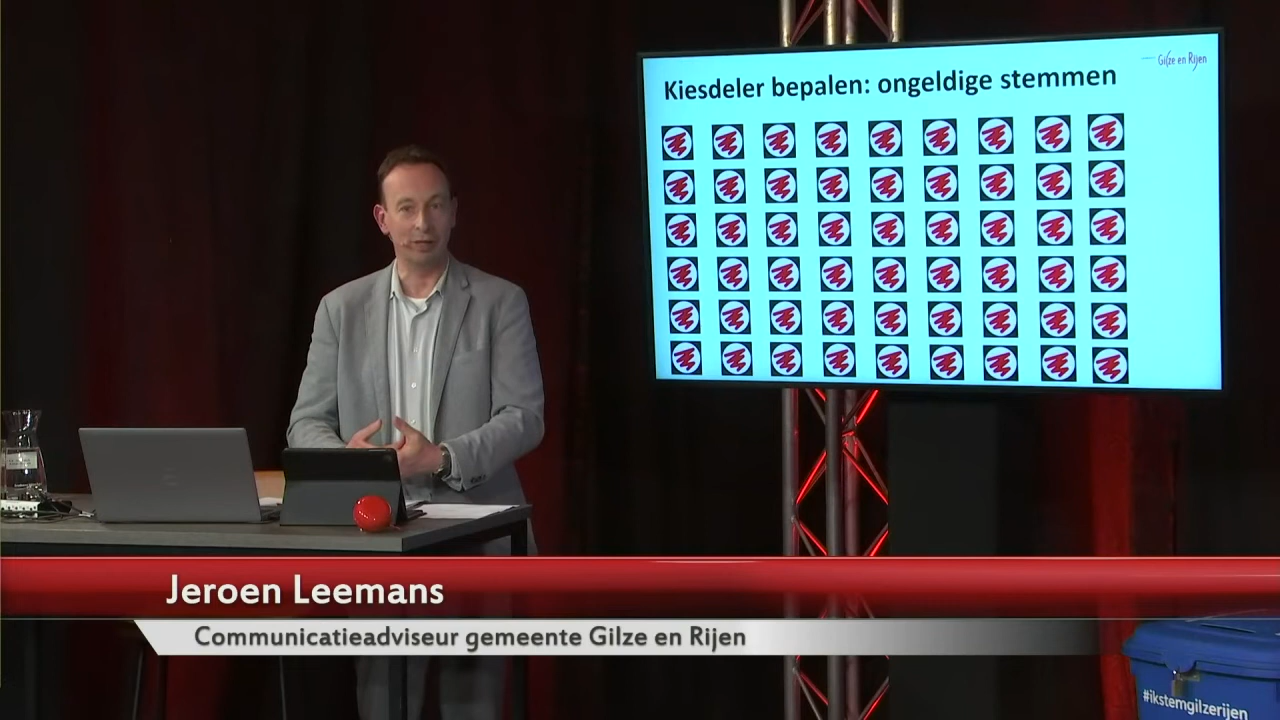 Gilze en Rijen
Kiesdeler bepalen: ongeldige stemmen
Jeroen Leemans
Communicatieadviseur gemeente Gilze en Rijen
#ikstemgilzerijen